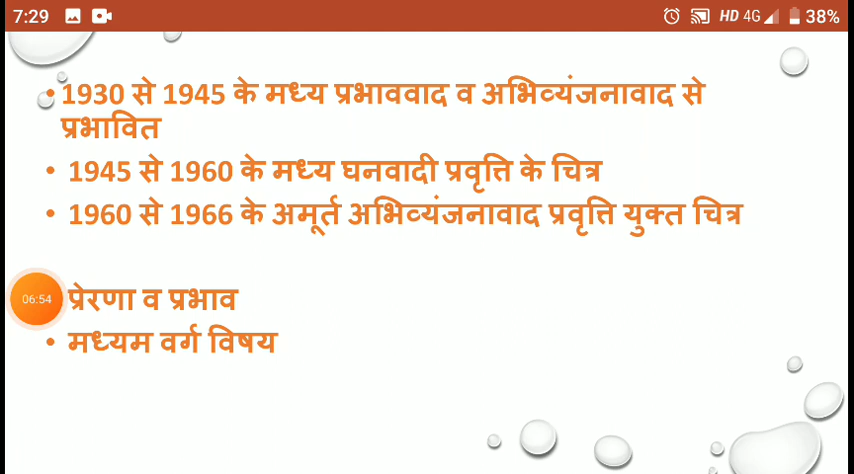 7:29 HD 4G 38%
• 1930 से 1945 के मध्य प्रभाववाद व अभिव्यंजनावाद से
प्रभावित
• 1945 से 1960 के मध्य घनवादी प्रवृत्ति के चित्र
• 1960 से 1966 के अमूर्त अभिव्यंजनावाद प्रवृत्ति युक्त चित्र
06:54 प्रेरणा व प्रभाव
• मध्यम वर्ग विषय